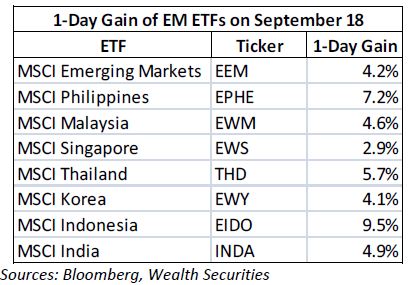 1-Day Gain of EM ETFs on September 18
ETF Ticker 1-Day Gain
MSCI Emerging Markets EEM 4.2%
MSCI Philippines EPHE 7.2%
MSCI Malaysia EWM 4.6%
MSCI Singapore EWS 2.9%
MSCI Thailand THD 5.7%
MSCI Korea EWY 4.1%
MSCI Indonesia EIDO 9.5%
MSCI India INDA 4.9%
Sources: Bloomberg, Wealth Securities